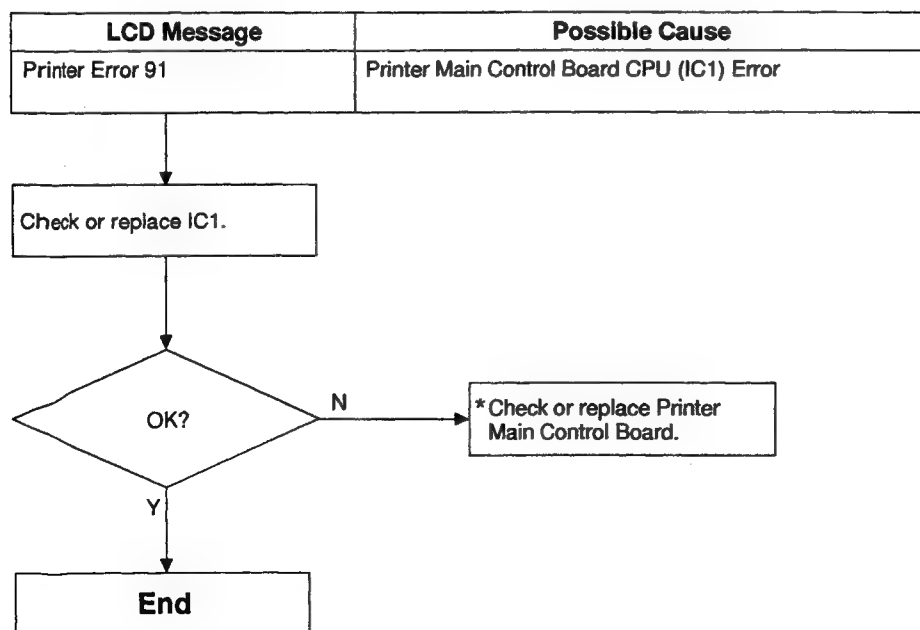 LCD Message
Possible Cause
Printer Error 91
Printer Main Control Board CPU (IC1) Error
Check or replace IC1.
OK?
N
* Check or replace Printer
Main Control Board.
Y
End